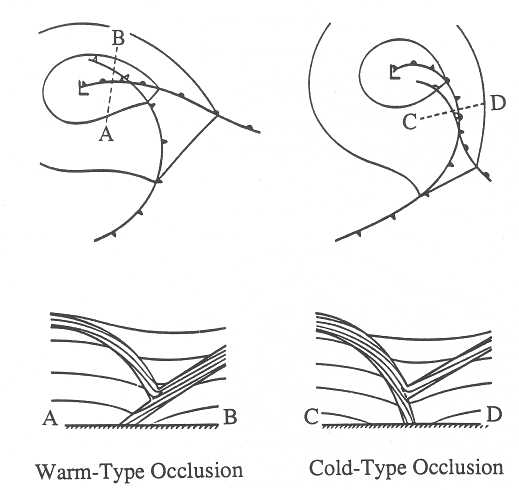 B
L
A
L
C
D
A
B
C
D
Warm-Type Occlusion
Cold-Type Occlusion